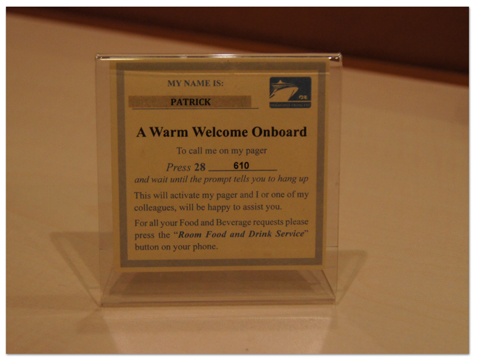 MY NAME IS:
PATRICK
A Warm Welcome Onboard
To call me on my pager
Press 28 610
and wait until the prompt tells you to hang up
This will activate my pager and I or one of my
colleagues, will be happy to assist you.
For all your Food and Beverage requests please
press the “Room Food and Drink Service”
button on your phone.